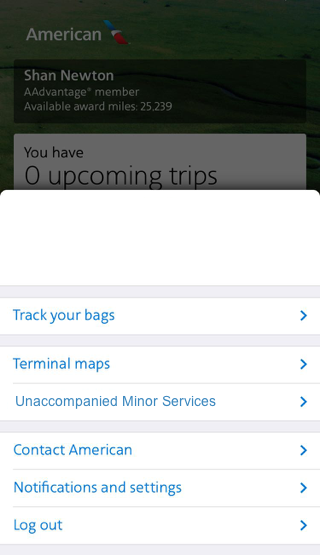 American
Shan Newton
AAdvantage® member
Available award miles: 25,239
You have
0 upcoming trips
Track your bags
Terminal maps
Unaccompanied Minor Services
Contact American
Notifications and settings
Log out